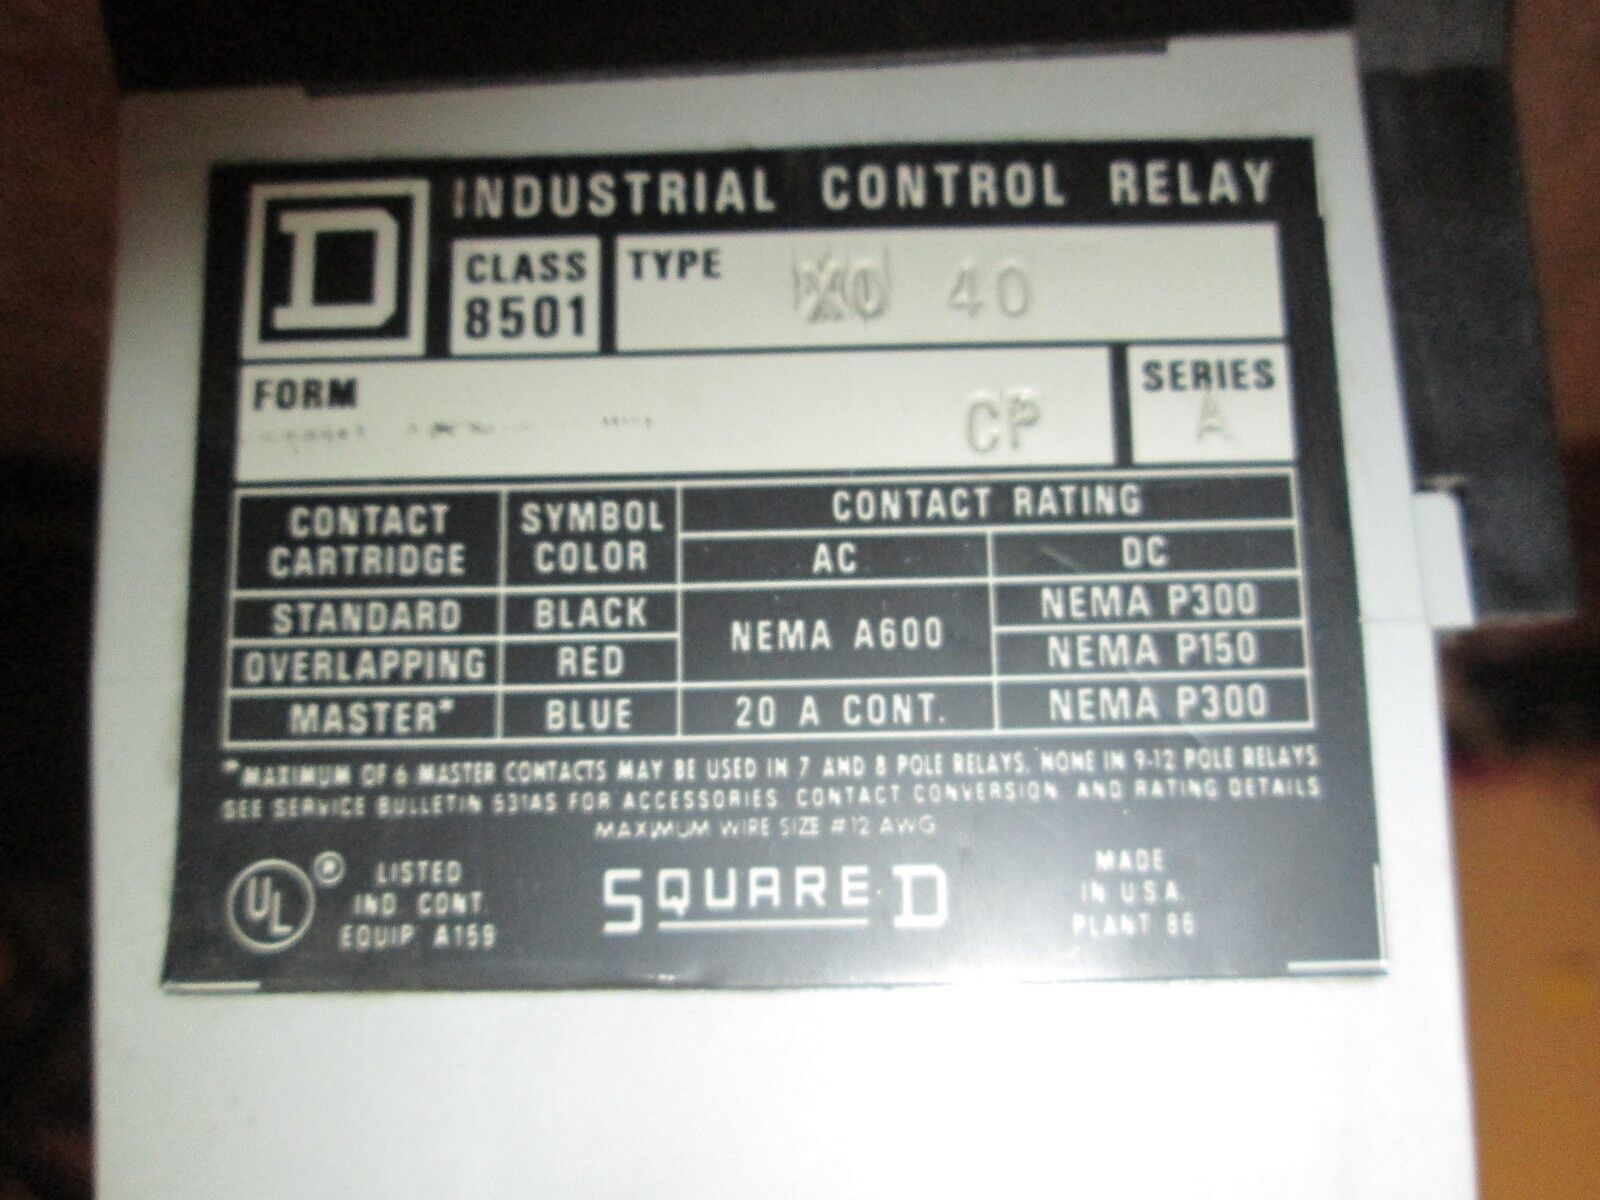 D
INDUSTRIAL CONTROL RELAY
CLASS 8501
TYPE XO 40
FORM CP
SERIES A
CONTACT CARTRIDGE
SYMBOL COLOR
CONTACT RATING
AC
DC
STANDARD BLACK NEMA A600 NEMA P300
OVERLAPPING RED NEMA P150
MASTER* BLUE 20 A CONT. NEMA P300
*MAXIMUM OF 6 MASTER CONTACTS MAY BE USED IN 7 AND 8 POLE RELAYS. NONE IN 9-12 POLE RELAYS
SEE SERVICE BULLETIN 531AS FOR ACCESSORIES, CONTACT CONVERSION AND RATING DETAILS
MAXIMUM WIRE SIZE #12 AWG
UL ® LISTED
IND. CONT.
EQUIP. A159
SQUARE D
MADE
IN U.S.A.
PLANT 86